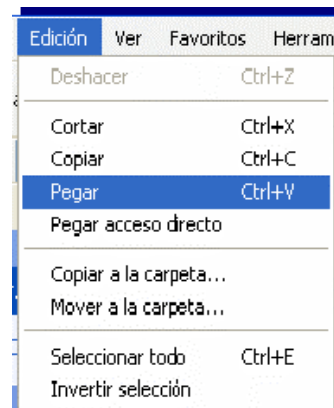 Edición Ver Favoritos Herram
Deshacer Ctrl+Z
Cortar Ctrl+X
Copiar Ctrl+C
Pegar Ctrl+V
Pegar acceso directo
Copiar a la carpeta...
Mover a la carpeta...
Seleccionar todo Ctrl+E
Invertir selección